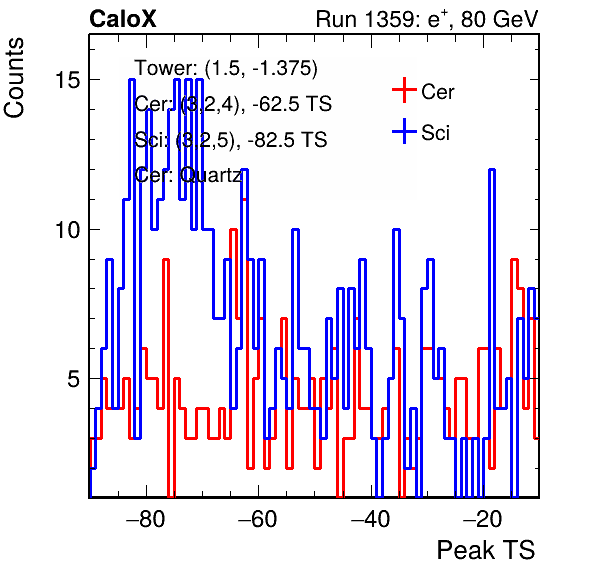 CaloX Run 1359: e+, 80 GeV
Counts
Tower: (1.5, -1.375)
Cer: (3,2,4), -62.5 TS
Sci: (3,2,5), -82.5 TS
Cer: Quartz
Cer
Sci
15
10
5
−80 −60 −40 −20
Peak TS